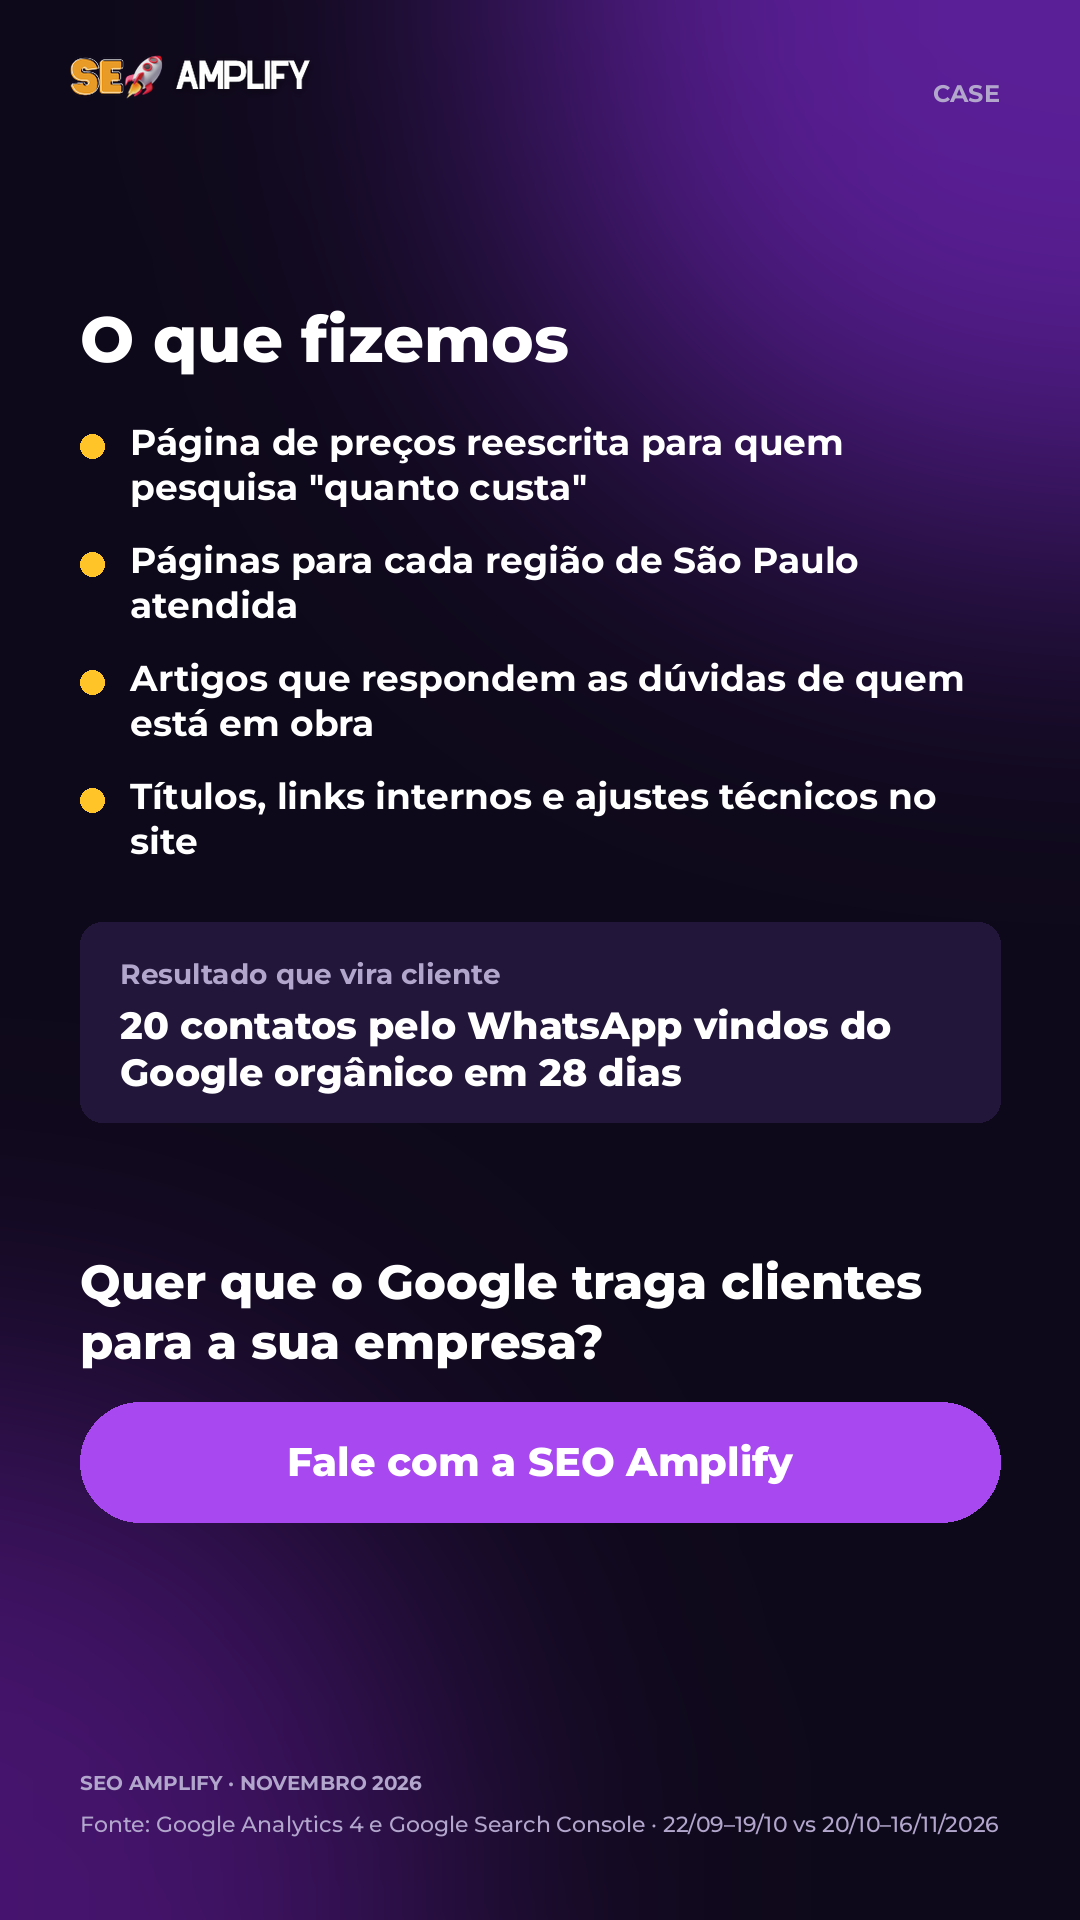 SEO AMPLIFY
CASE
O que fizemos
Página de preços reescrita para quem
pesquisa "quanto custa"
Páginas para cada região de São Paulo
atendida
Artigos que respondem as dúvidas de quem
está em obra
Títulos, links internos e ajustes técnicos no
site
Resultado que vira cliente
20 contatos pelo WhatsApp vindos do
Google orgânico em 28 dias
Quer que o Google traga clientes
para a sua empresa?
Fale com a SEO Amplify
SEO AMPLIFY · NOVEMBRO 2026
Fonte: Google Analytics 4 e Google Search Console · 22/09–19/10 vs 20/10–16/11/2026